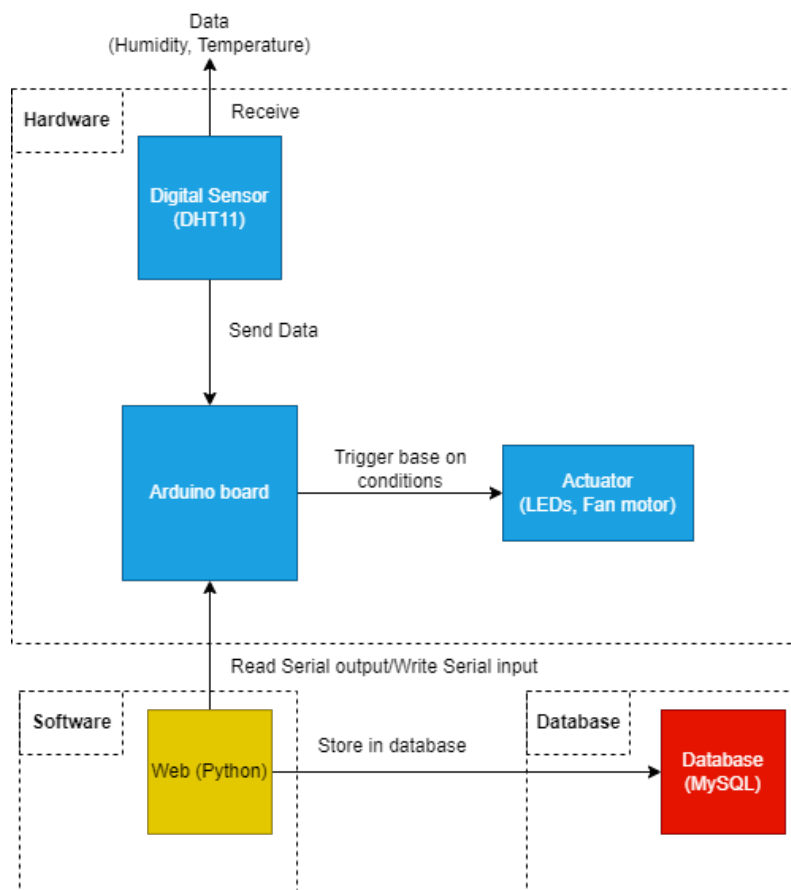 Data
(Humidity, Temperature)
Hardware
Receive
Digital Sensor
(DHT11)
Send Data
Arduino board
Trigger base on
conditions
Actuator
(LEDs, Fan motor)
Read Serial output/Write Serial input
Software
Database
Web (Python)
Store in database
Database
(MySQL)